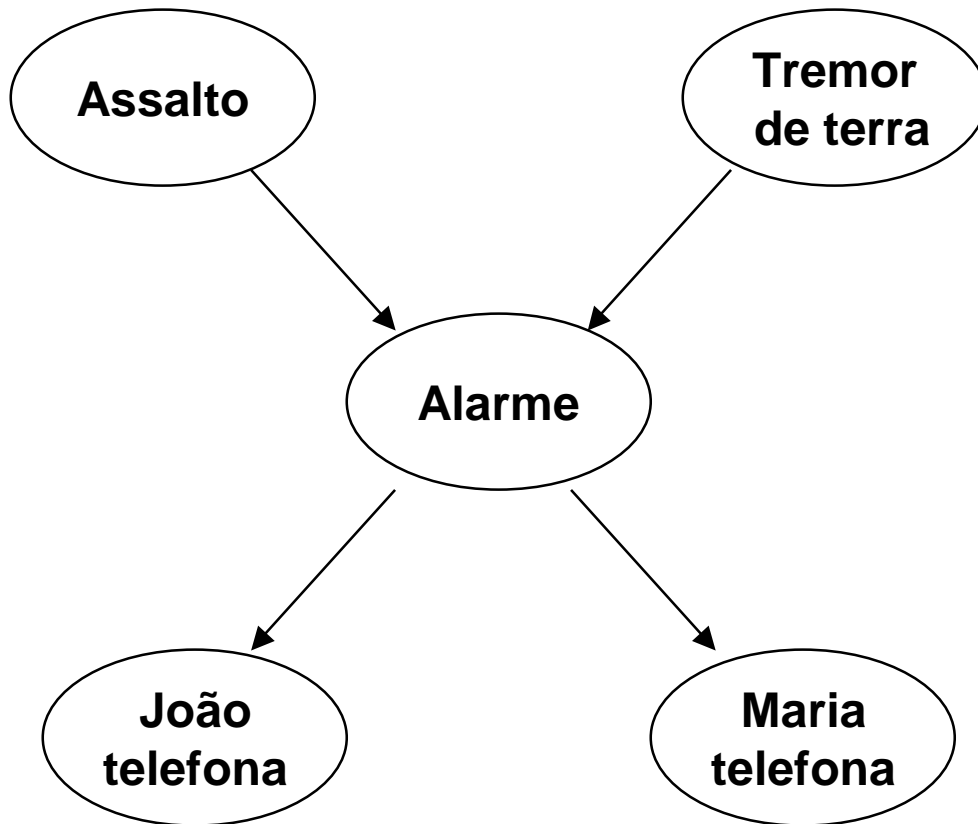 Assalto
Tremor
de terra
Alarme
João
telefona
Maria
telefona